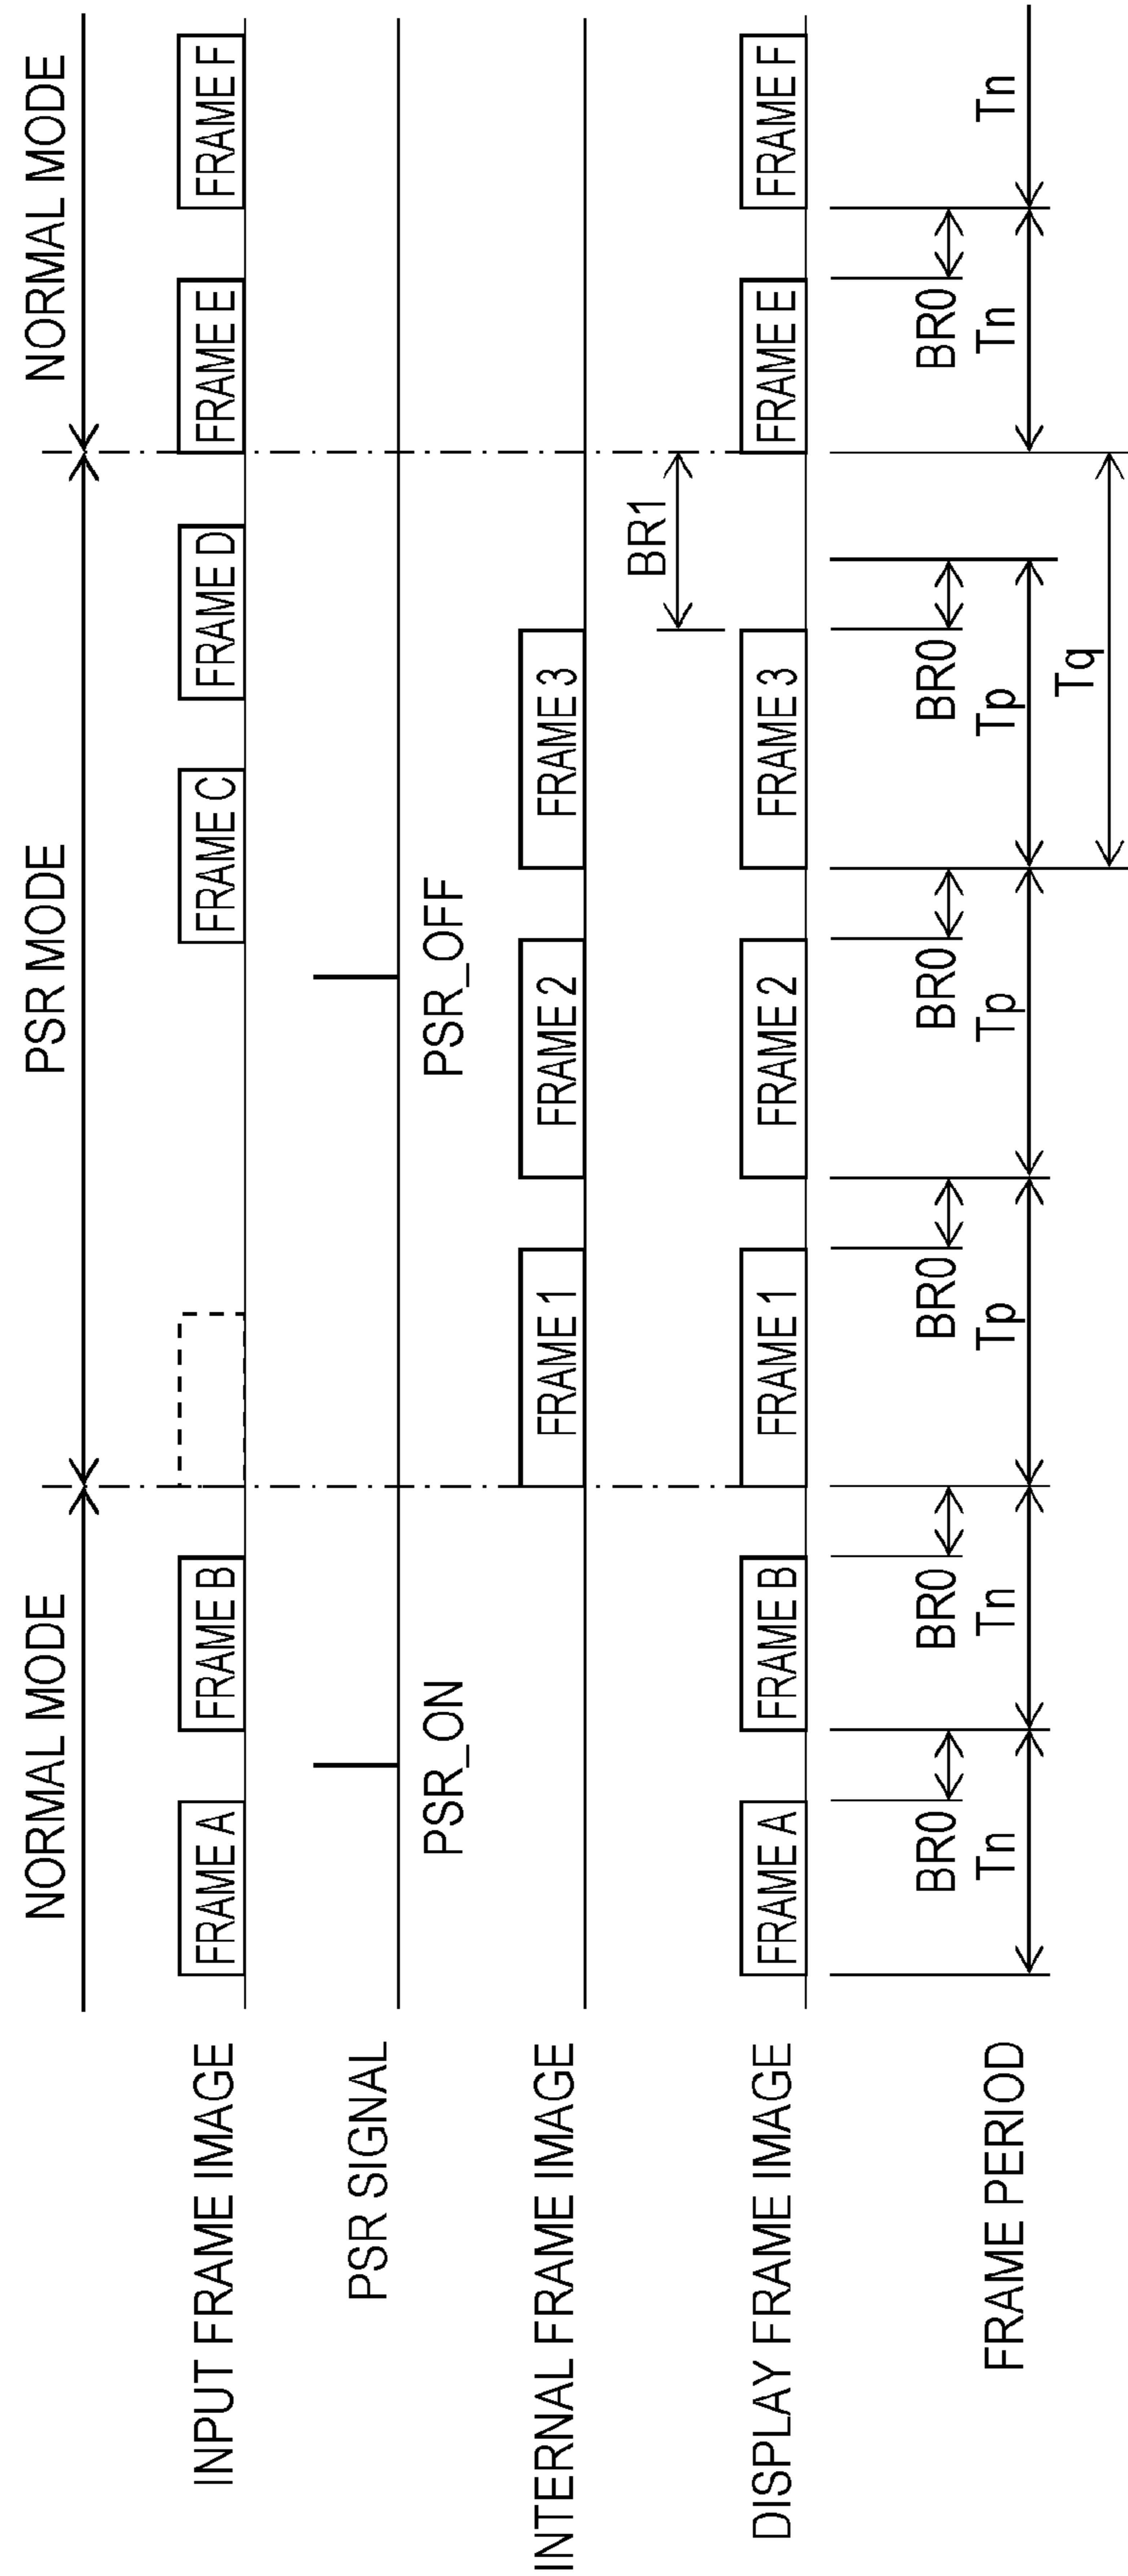 NORMAL MODE
PSR MODE
NORMAL MODE
INPUT FRAME IMAGE
FRAME A
FRAME B
FRAME C
FRAME D
FRAME E
FRAME F
PSR SIGNAL
PSR_ON
PSR_OFF
INTERNAL FRAME IMAGE
FRAME 1
FRAME 2
FRAME 3
BR1
DISPLAY FRAME IMAGE
FRAME A
FRAME B
FRAME 1
FRAME 2
FRAME 3
FRAME E
FRAME F
BR0
BR0
BR0
BR0
BR0
BR0
FRAME PERIOD
Tn
Tn
Tp
Tp
Tp
Tn
Tn
Tq